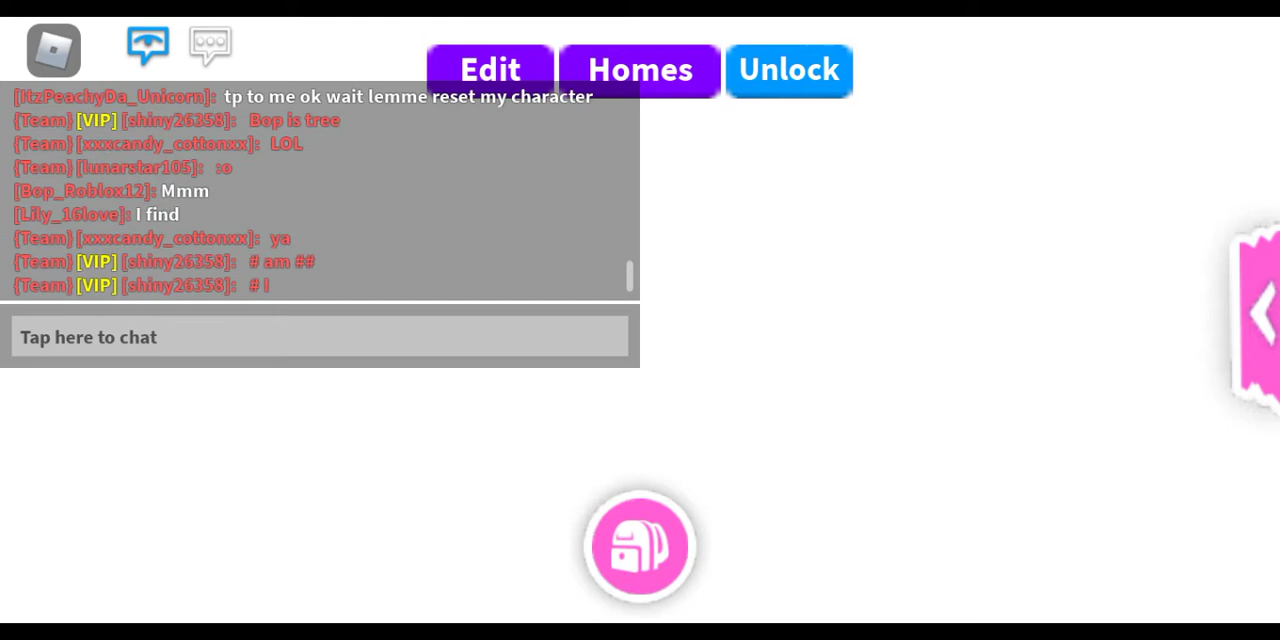 Edit Homes Unlock
[ItzPeachyDa_Unicorn]: tp to me ok wait lemme reset my character
{Team}[VIP] [shiny26358]: Bop is tree
{Team}[xxxcandy_cottonxx]: LOL
{Team}[lunarstar105]: :o
[Bop_Roblox12]: Mmm
[Lily_16love]: I find
{Team}[xxxcandy_cottonxx]: ya
{Team}[VIP] [shiny26358]: # am ##
{Team}[VIP] [shiny26358]: # I
Tap here to chat